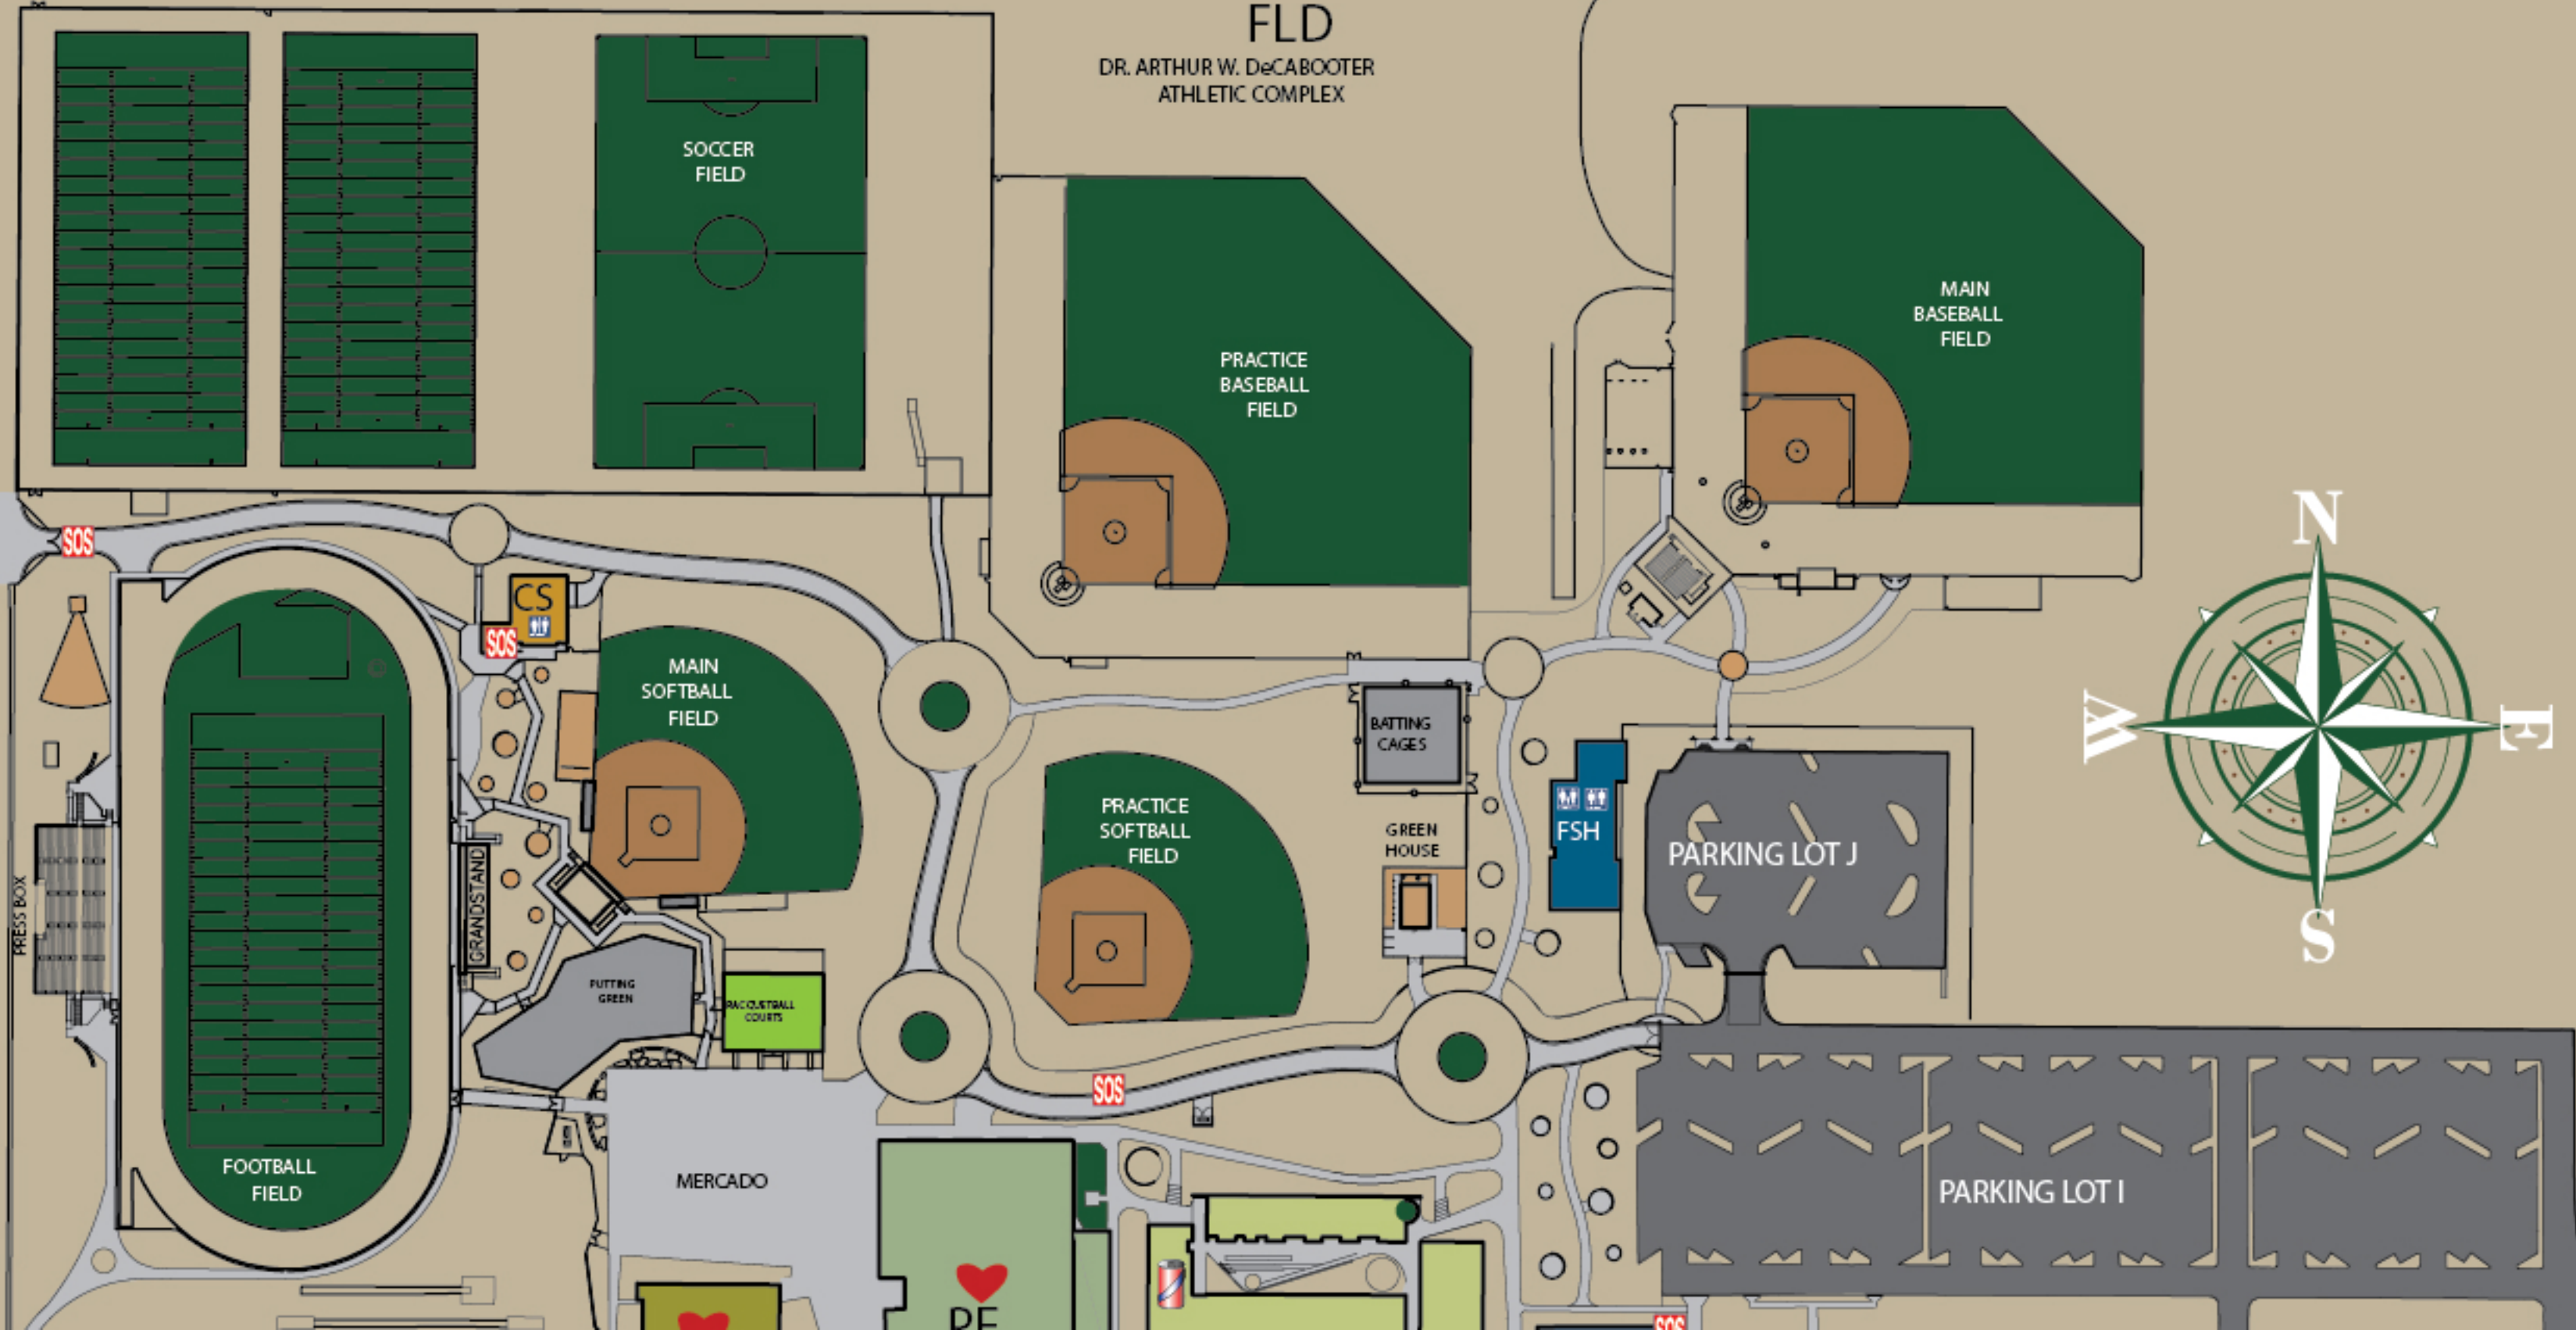 FLD
DR. ARTHUR W. DeCABOOTER
ATHLETIC COMPLEX
SOCCER
FIELD
MAIN
BASEBALL
FIELD
PRACTICE
BASEBALL
FIELD
N
SOS
CS
SOS
MAIN
SOFTBALL
FIELD
BATTING
CAGES
W
E
PRACTICE
SOFTBALL
FIELD
GREEN
HOUSE
FSH
PARKING LOT J
PRESS BOX
GRANDSTAND
S
PUTTING
GREEN
RACQUETBALL
COURTS
SOS
FOOTBALL
FIELD
MERCADO
PARKING LOT I
PE
SOS